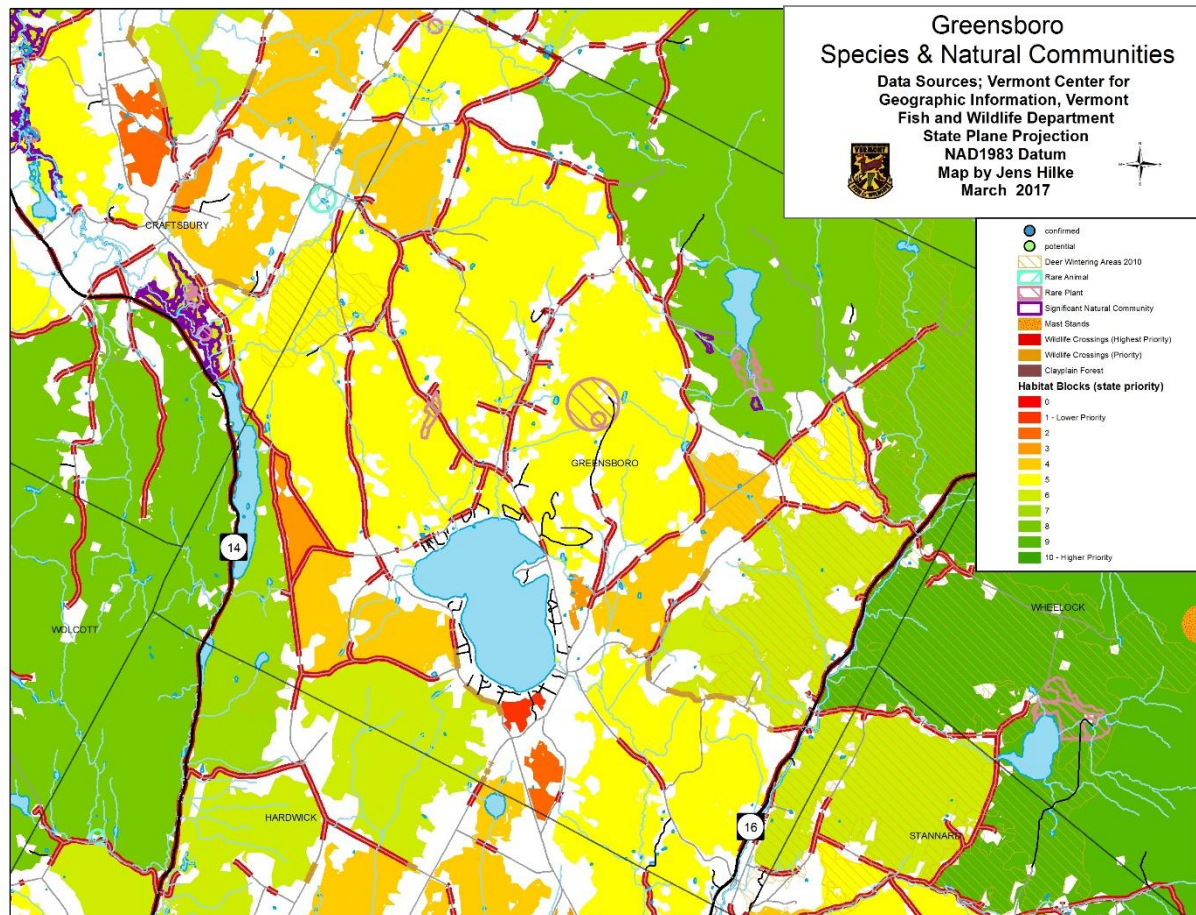 Greensboro
Species & Natural Communities
Data Sources; Vermont Center for
Geographic Information, Vermont
Fish and Wildlife Department
State Plane Projection
NAD1983 Datum
Map by Jens Hilke
March 2017
VERMONT
confirmed
potential
Deer Wintering Areas 2010
Rare Animal
Rare Plant
Significant Natural Community
Mast Stands
Wildlife Crossings (Highest Priority)
Wildlife Crossings (Priority)
Clayplain Forest
Habitat Blocks (state priority)
0
1 - Lower Priority
2
3
4
5
6
7
8
9
10 - Higher Priority
CRAFTSBURY
GREENSBORO
14
WHEELOCK
WOLCOTT
HARDWICK
16
STANNARD